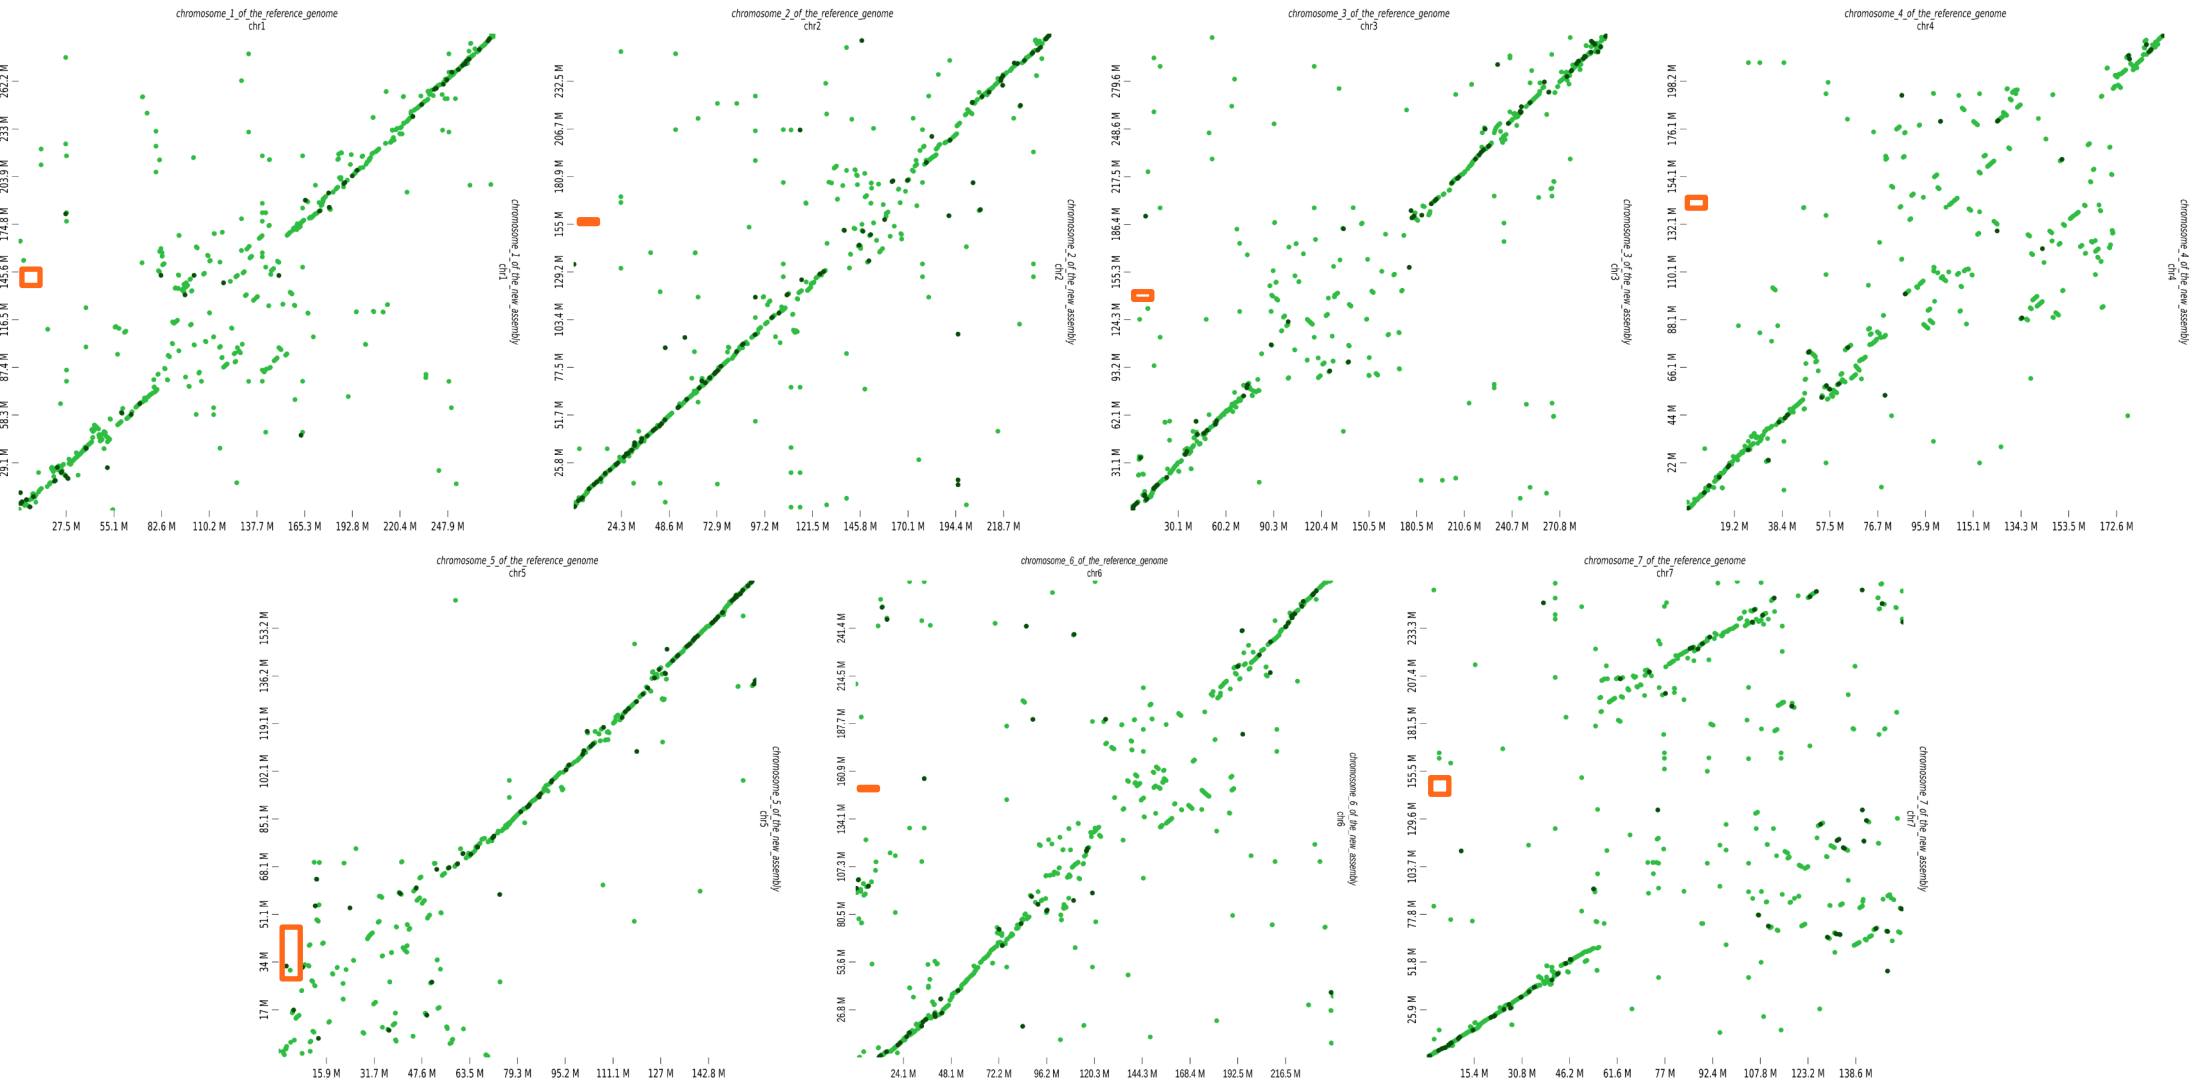 chromosome_1_of_the_reference_genome
chr1
262.2 M
233 M
203.9 M
174.8 M
145.6 M
116.5 M
87.4 M
58.3 M
29.1 M
27.5 M 55.1 M 82.6 M 110.2 M 137.7 M 165.3 M 192.8 M 220.4 M 247.9 M
chromosome_1_of_the_new_assembly
chr1
chromosome_2_of_the_reference_genome
chr2
232.5 M
206.7 M
180.9 M
155 M
129.2 M
103.4 M
77.5 M
51.7 M
25.8 M
24.3 M 48.6 M 72.9 M 97.2 M 121.5 M 145.8 M 170.1 M 194.4 M 218.7 M
chromosome_2_of_the_new_assembly
chr2
chromosome_3_of_the_reference_genome
chr3
279.6 M
248.6 M
217.5 M
186.4 M
155.3 M
124.3 M
93.2 M
62.1 M
31.1 M
30.1 M 60.2 M 90.3 M 120.4 M 150.5 M 180.5 M 210.6 M 240.7 M 270.8 M
chromosome_3_of_the_new_assembly
chr3
chromosome_4_of_the_reference_genome
chr4
198.2 M
176.1 M
154.1 M
132.1 M
110.1 M
88.1 M
66.1 M
44 M
22 M
19.2 M 38.4 M 57.5 M 76.7 M 95.9 M 115.1 M 134.3 M 153.5 M 172.6 M
chromosome_4_of_the_new_assembly
chr4
chromosome_5_of_the_reference_genome
chr5
153.2 M
136.2 M
119.1 M
102.1 M
85.1 M
68.1 M
51.1 M
34 M
17 M
15.9 M 31.7 M 47.6 M 63.5 M 79.3 M 95.2 M 111.1 M 127 M 142.8 M
chromosome_5_of_the_new_assembly
chr5
chromosome_6_of_the_reference_genome
chr6
241.4 M
214.5 M
187.7 M
160.9 M
134.1 M
107.3 M
80.5 M
53.6 M
26.8 M
24.1 M 48.1 M 72.2 M 96.2 M 120.3 M 144.3 M 168.4 M 192.5 M 216.5 M
chromosome_6_of_the_new_assembly
chr6
chromosome_7_of_the_reference_genome
chr7
233.3 M
207.4 M
181.5 M
155.5 M
129.6 M
103.7 M
77.8 M
51.8 M
25.9 M
15.4 M 30.8 M 46.2 M 61.6 M 77 M 92.4 M 107.8 M 123.2 M 138.6 M
chromosome_7_of_the_new_assembly
chr7